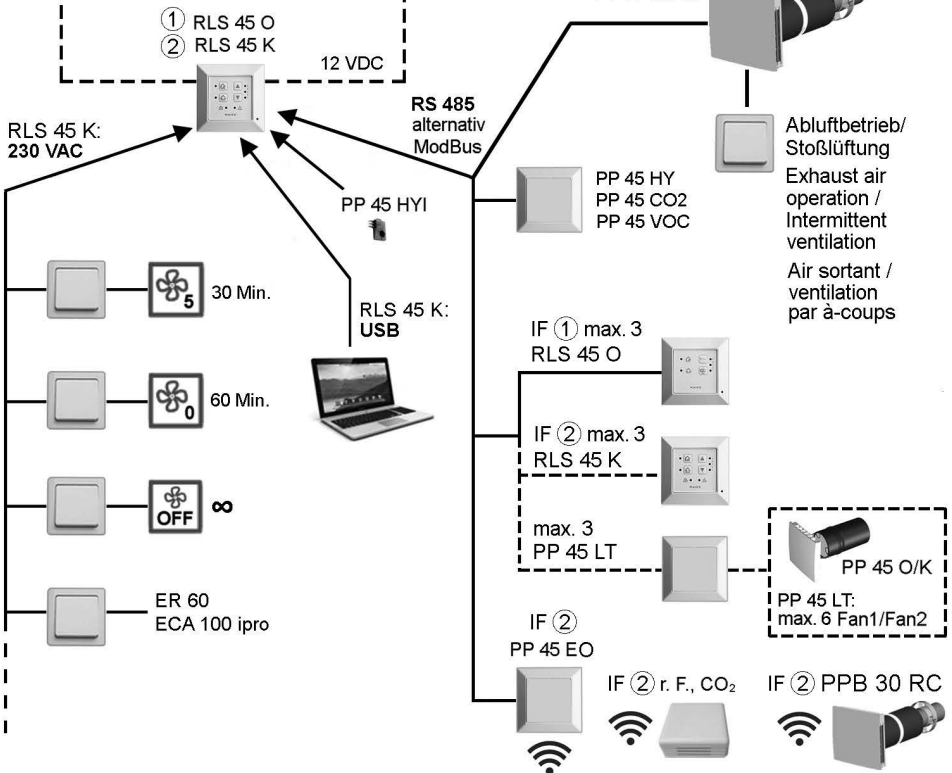 ① RLS 45 O
② RLS 45 K
12 VDC
RLS 45 K:
230 VAC
RS 485
alternativ
ModBus
Abluftbetrieb/
Stoßlüftung
Exhaust air
operation /
Intermittent
ventilation
Air sortant /
ventilation
par à-coups
PP 45 HYI
PP 45 HY
PP 45 CO2
PP 45 VOC
5
30 Min.
RLS 45 K:
USB
0
60 Min.
OFF
∞
ER 60
ECA 100 ipro
IF ① max. 3
RLS 45 O
IF ② max. 3
RLS 45 K
max. 3
PP 45 LT
PP 45 O/K
PP 45 LT:
max. 6 Fan1/Fan2
IF ②
PP 45 EO
IF ② r. F., CO₂
IF ② PPB 30 RC